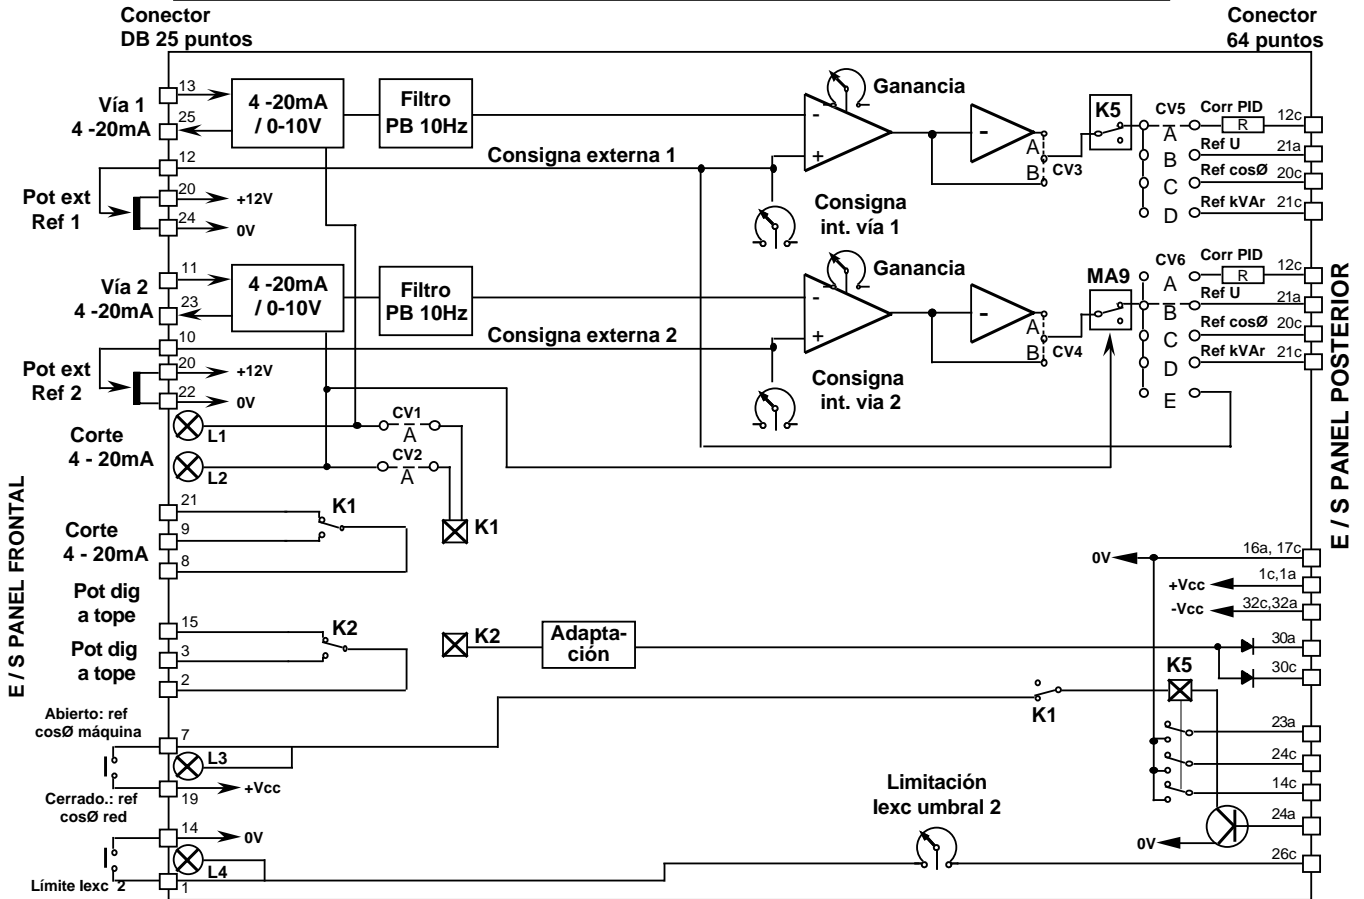 Conector
DB 25 puntos
Conector
64 puntos
E / S PANEL FRONTAL
E / S PANEL POSTERIOR
Vía 1
4 -20mA
13
25
4 -20mA
/ 0-10V
Filtro
PB 10Hz
Ganancia
-
+
-
A
B
CV3
K5
CV5
A
B
C
D
Corr PID
R
12c
Ref U
21a
Ref cosØ
20c
Ref kVAr
21c
12
Consigna externa 1
Pot ext
Ref 1
20
+12V
24
0V
Consigna
int. vía 1
Vía 2
4 -20mA
11
23
4 -20mA
/ 0-10V
Filtro
PB 10Hz
Ganancia
-
+
-
A
B
CV4
MA9
CV6
A
B
C
D
E
Corr PID
R
12c
Ref U
21a
Ref cosØ
20c
Ref kVAr
21c
10
Consigna externa 2
Pot ext
Ref 2
20
+12V
22
0V
Consigna
int. via 2
Corte
4 - 20mA
L1
L2
CV1
A
CV2
A
K1
Corte
4 - 20mA
21
9
8
K1
Pot dig
a tope
Pot dig
a tope
15
3
2
K2
K2
Adapta-
ción
0V
16a, 17c
+Vcc
1c,1a
-Vcc
32c,32a
30a
30c
K5
K1
23a
24c
14c
24a
0V
26c
Abierto: ref
cosØ máquina
7
L3
+Vcc
19
Cerrado.: ref
cosØ red
14
0V
L4
1
Límite Iexc 2
Limitación
Iexc umbral 2